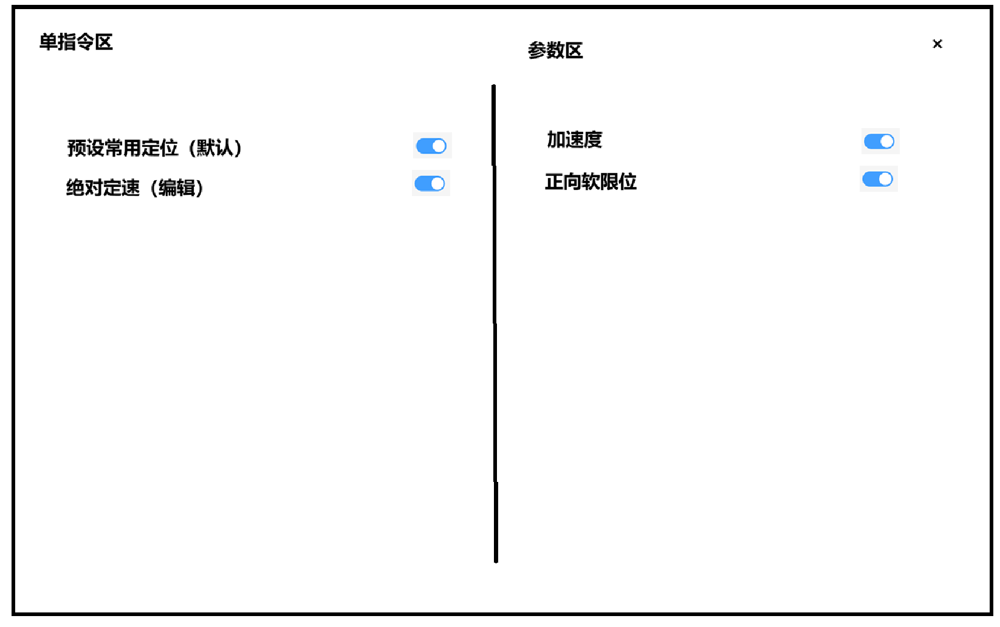 单指令区
预设常用定位（默认）
绝对定速（编辑）
参数区
×
加速度
正向软限位